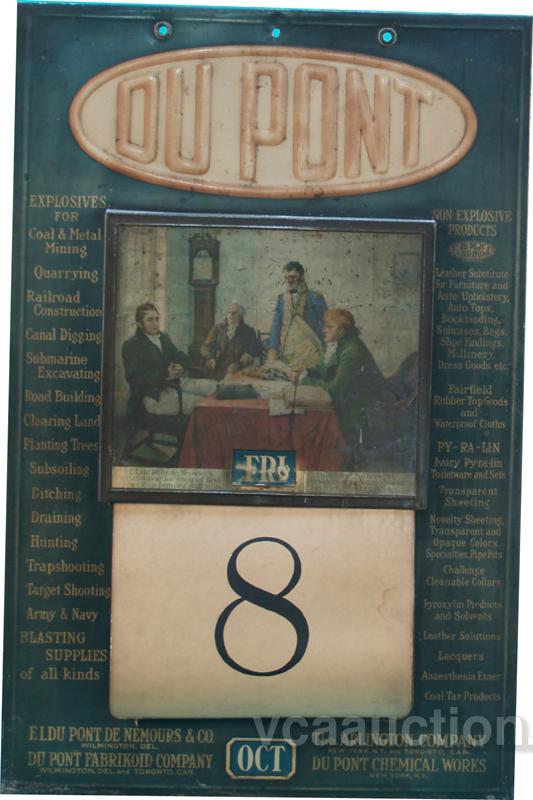 DU PONT
EXPLOSIVES
FOR
Coal & Metal
Mining
Quarrying
Railroad
Construction
Canal Digging
Submarine
Excavating
Road Building
Clearing Land
Planting Trees
Subsoiling
Ditching
Draining
Hunting
Trapshooting
Target Shooting
Army & Navy
BLASTING
SUPPLIES
of all kinds
NON EXPLOSIVE
PRODUCTS
FABRIKOID
Leather Substitute
for Furniture and
Auto Upholstery,
Auto Tops,
Bookbinding,
Suitcases, Bags,
Shoe Findings,
Millinery,
Dress Goods, etc.
Fairfield
Rubber Top Goods
and
Waterproof Cloths
PY-RA-LIN
Ivory Py-ra-lin
Toiletware and Sets
Transparent
Sheeting
Novelty Sheeting,
Transparent and
Opaque Colors.
Specialties, Pipe Bits
Challenge
Cleanable Collars
Pyroxylin Products
and Solvents
Leather Solutions
Lacquers
Anaesthesia Ether
Coal Tar Products
FRI
8
OCT
E.I. DU PONT DE NEMOURS & CO.
WILMINGTON, DEL.
DU PONT FABRIKOID COMPANY
WILMINGTON, DEL. and TORONTO, CAN.
The ARLINGTON COMPANY
NEW YORK, N.Y. and TORONTO, CAN.
DU PONT CHEMICAL WORKS
NEW YORK, N.Y.
vcaauction